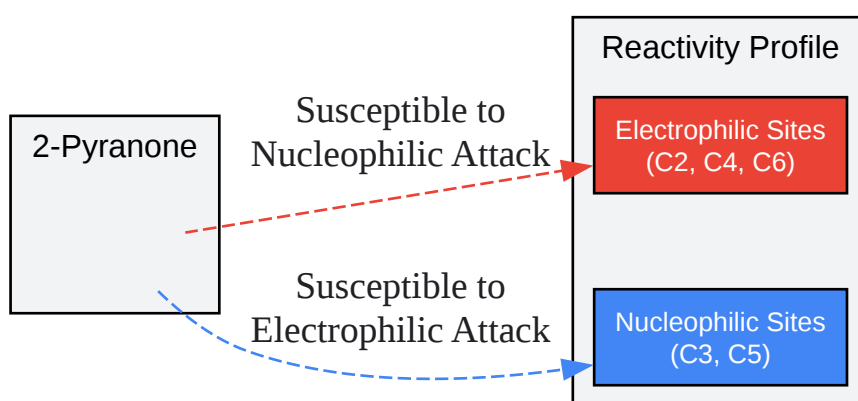 Reactivity Profile
2-Pyranone
Susceptible to
Nucleophilic Attack
Electrophilic Sites
(C2, C4, C6)
Susceptible to
Electrophilic Attack
Nucleophilic Sites
(C3, C5)